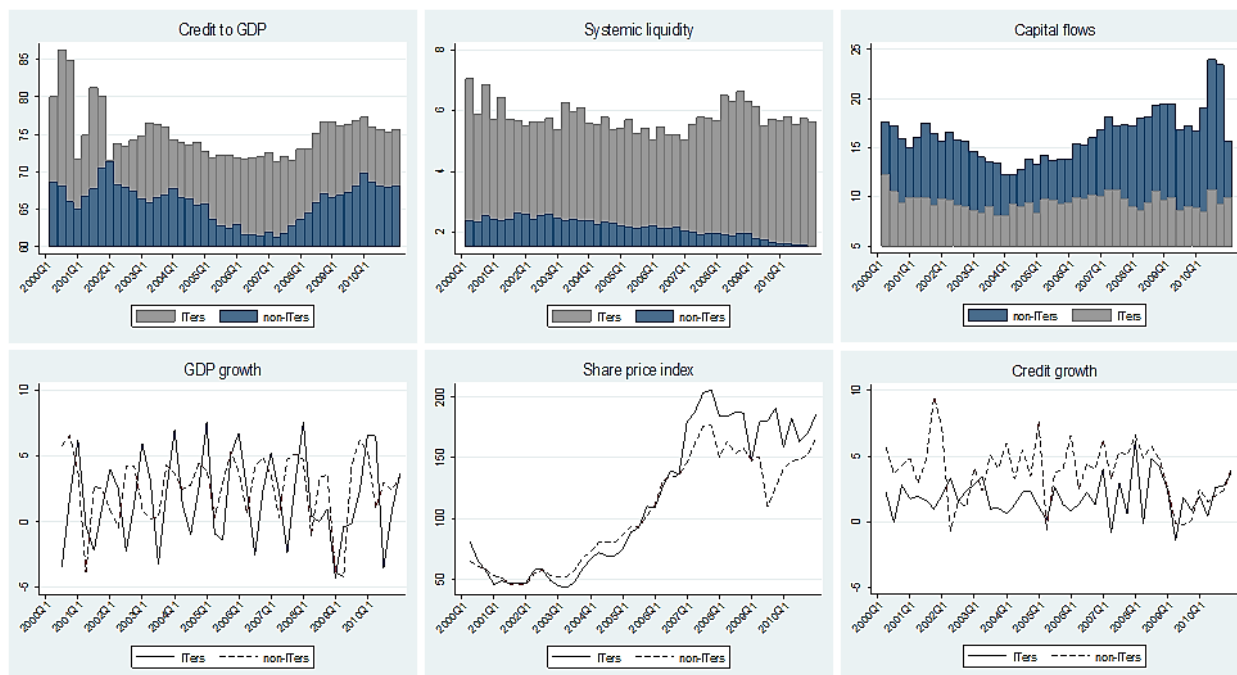 Credit to GDP
85
80
75
70
65
60
2000Q1 2001Q1 2002Q1 2003Q1 2004Q1 2005Q1 2006Q1 2007Q1 2008Q1 2009Q1 2010Q1
ITers non-ITers
Systemic liquidity
8
6
4
2
2000Q1 2001Q1 2002Q1 2003Q1 2004Q1 2005Q1 2006Q1 2007Q1 2008Q1 2009Q1 2010Q1
ITers non-ITers
Capital flows
25
20
15
10
5
2000Q1 2001Q1 2002Q1 2003Q1 2004Q1 2005Q1 2006Q1 2007Q1 2008Q1 2009Q1 2010Q1
non-ITers ITers
GDP growth
10
5
0
-5
2000Q1 2001Q1 2002Q1 2003Q1 2004Q1 2005Q1 2006Q1 2007Q1 2008Q1 2009Q1 2010Q1
ITers non-ITers
Share price index
200
150
100
50
2000Q1 2001Q1 2002Q1 2003Q1 2004Q1 2005Q1 2006Q1 2007Q1 2008Q1 2009Q1 2010Q1
ITers non-ITers
Credit growth
10
5
0
-5
2000Q1 2001Q1 2002Q1 2003Q1 2004Q1 2005Q1 2006Q1 2007Q1 2008Q1 2009Q1 2010Q1
ITers non-ITers